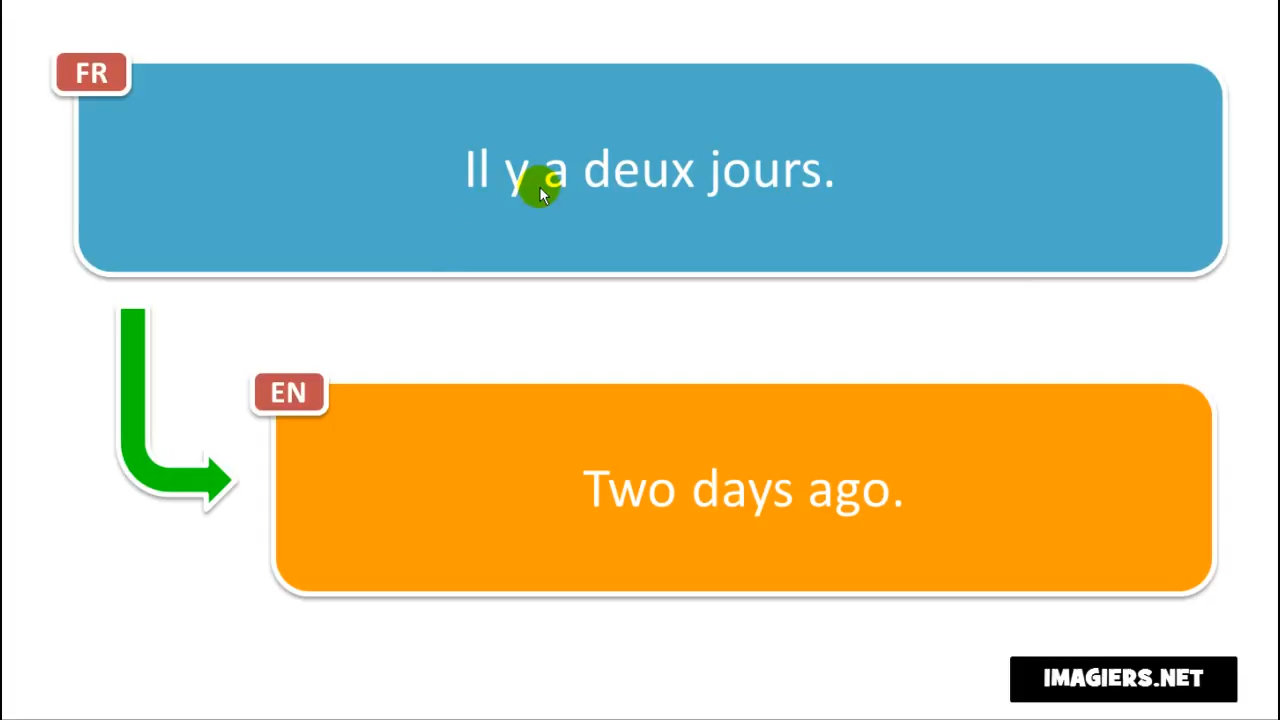 FR
Il y a deux jours.
EN
Two days ago.
IMAGIERS.NET